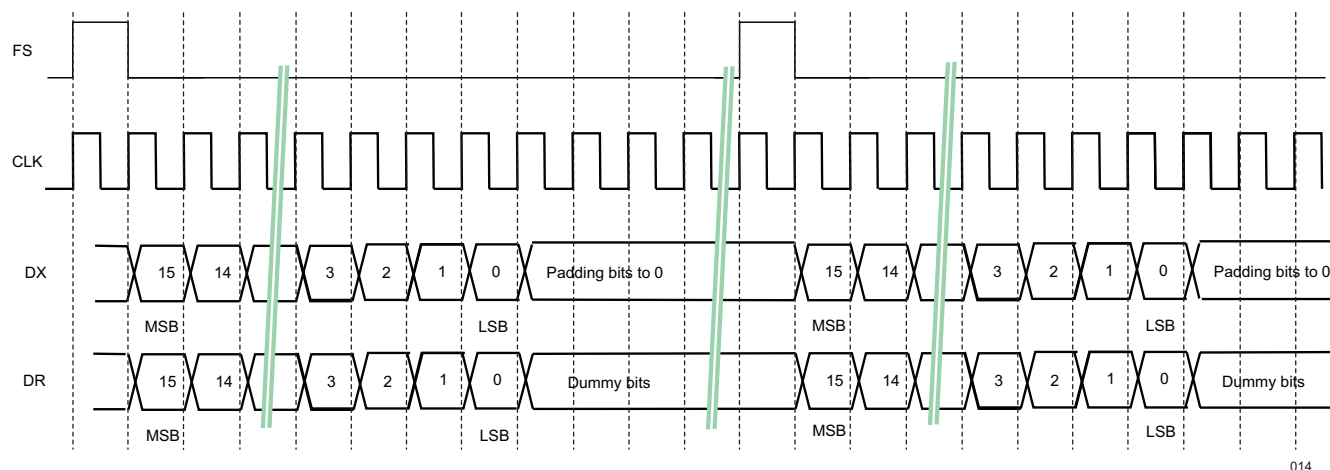 FS
CLK
DX 15 14 3 2 1 0 Padding bits to 0 15 14 3 2 1 0 Padding bits to 0
MSB LSB MSB LSB
DR 15 14 3 2 1 0 Dummy bits 15 14 3 2 1 0 Dummy bits
MSB LSB MSB LSB
014